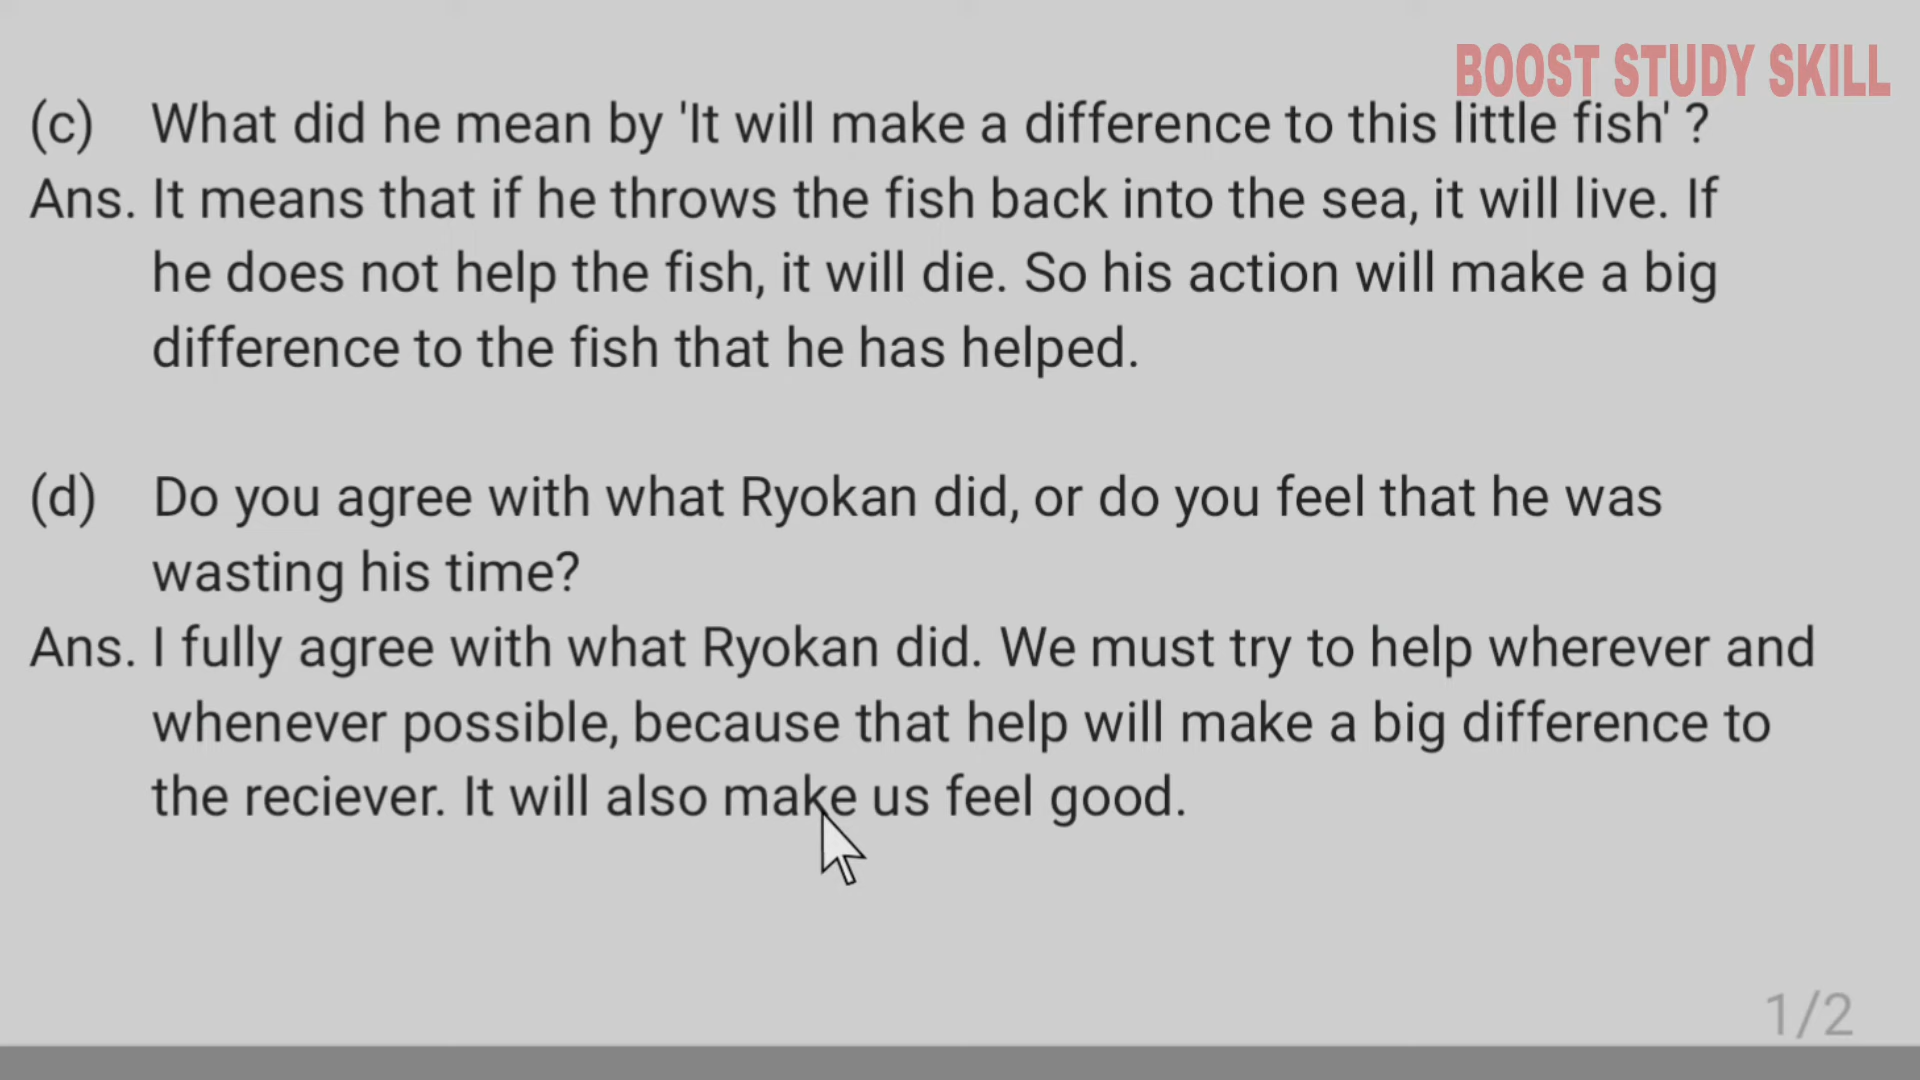 BOOST STUDY SKILL
(c) What did he mean by 'It will make a difference to this little fish' ?
Ans. It means that if he throws the fish back into the sea, it will live. If
he does not help the fish, it will die. So his action will make a big
difference to the fish that he has helped.
(d) Do you agree with what Ryokan did, or do you feel that he was
wasting his time?
Ans. I fully agree with what Ryokan did. We must try to help wherever and
whenever possible, because that help will make a big difference to
the reciever. It will also make us feel good.
1/2